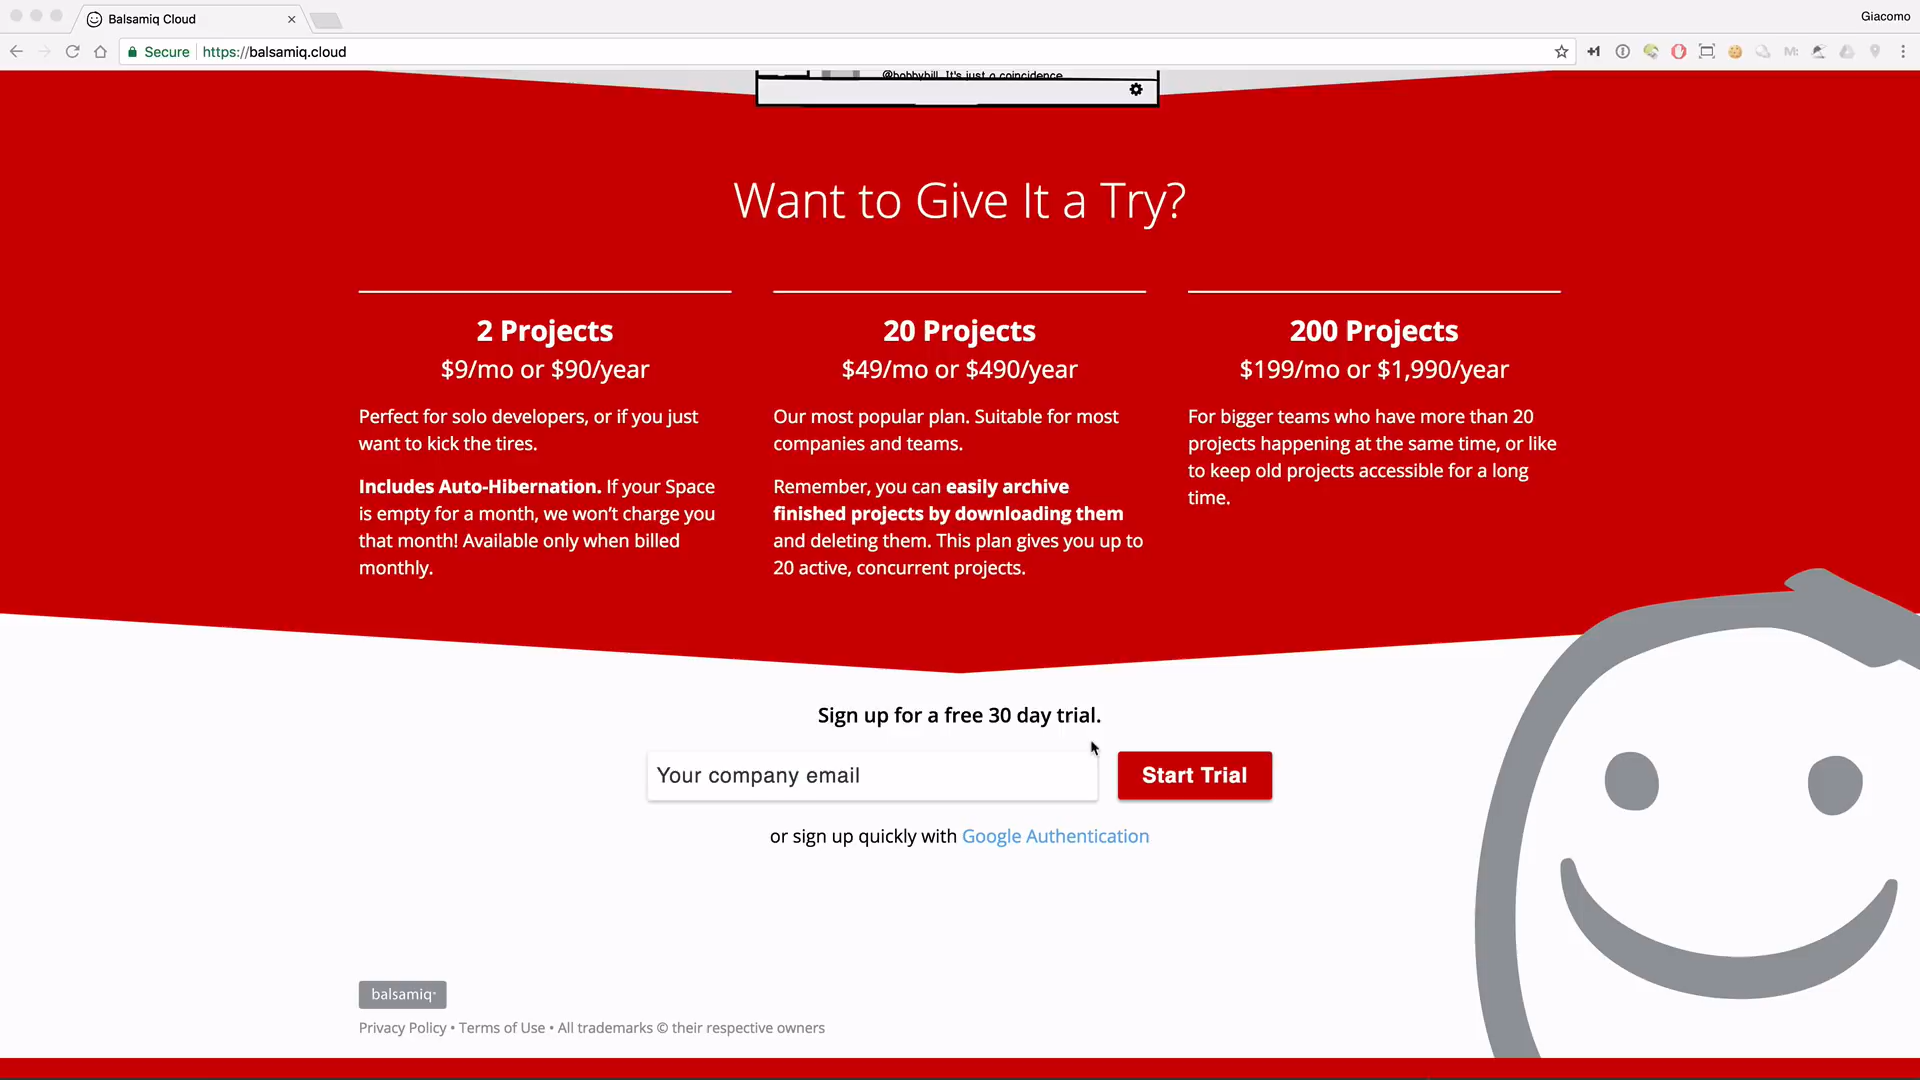 Balsamiq Cloud
Giacomo
Secure https://balsamiq.cloud
@bobbyhill It's just a coincidence
Want to Give It a Try?
2 Projects
$9/mo or $90/year
Perfect for solo developers, or if you just
want to kick the tires.
Includes Auto-Hibernation. If your Space
is empty for a month, we won’t charge you
that month! Available only when billed
monthly.
20 Projects
$49/mo or $490/year
Our most popular plan. Suitable for most
companies and teams.
Remember, you can easily archive
finished projects by downloading them
and deleting them. This plan gives you up to
20 active, concurrent projects.
200 Projects
$199/mo or $1,990/year
For bigger teams who have more than 20
projects happening at the same time, or like
to keep old projects accessible for a long
time.
Sign up for a free 30 day trial.
Your company email
Start Trial
or sign up quickly with Google Authentication
balsamiq
Privacy Policy • Terms of Use • All trademarks © their respective owners